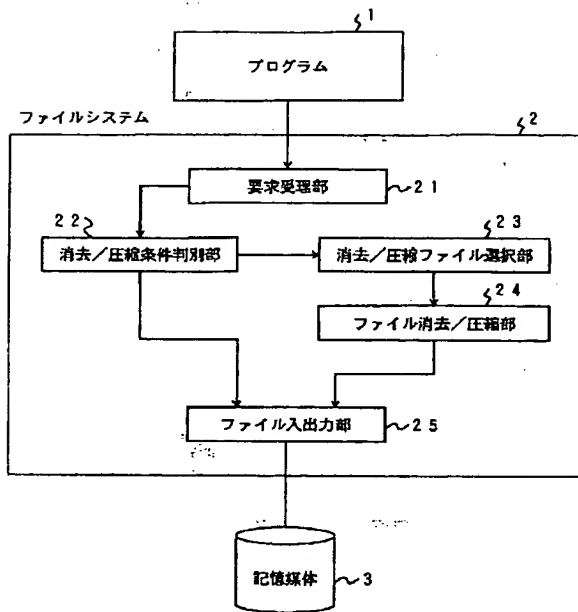 1
プログラム
ファイルシステム
2
要求受理部
21
22
消去／圧縮条件判別部
23
消去／圧縮ファイル選択部
24
ファイル消去／圧縮部
ファイル入出力部
25
記憶媒体
3